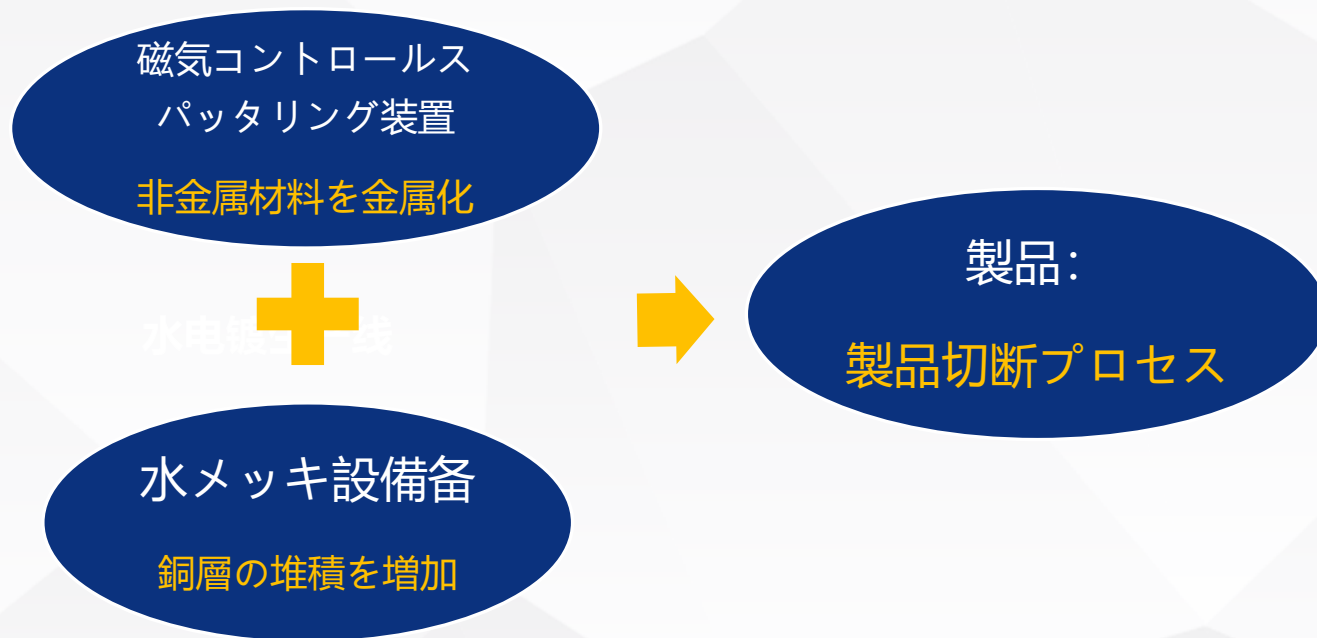 磁気コントロールス
パッタリング装置
非金属材料を金属化
水电镀
线
水メッキ設備备
銅層の堆積を増加
製品：
製品切断プロセス